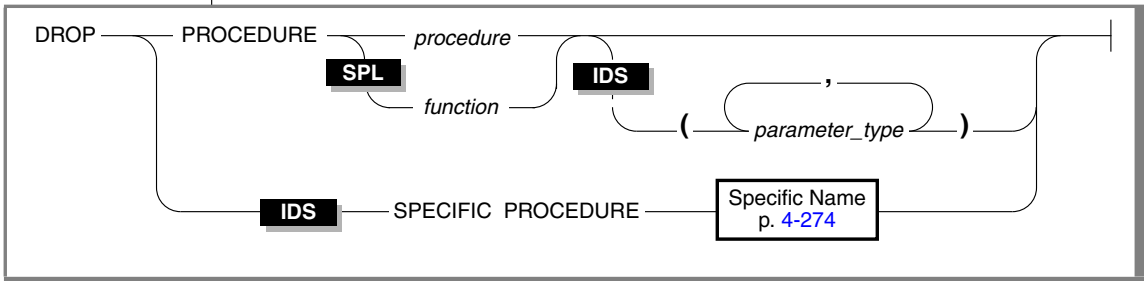 DROP PROCEDURE procedure
SPL IDS
function
,
( parameter_type )
IDS SPECIFIC PROCEDURE Specific Name
p. 4-274